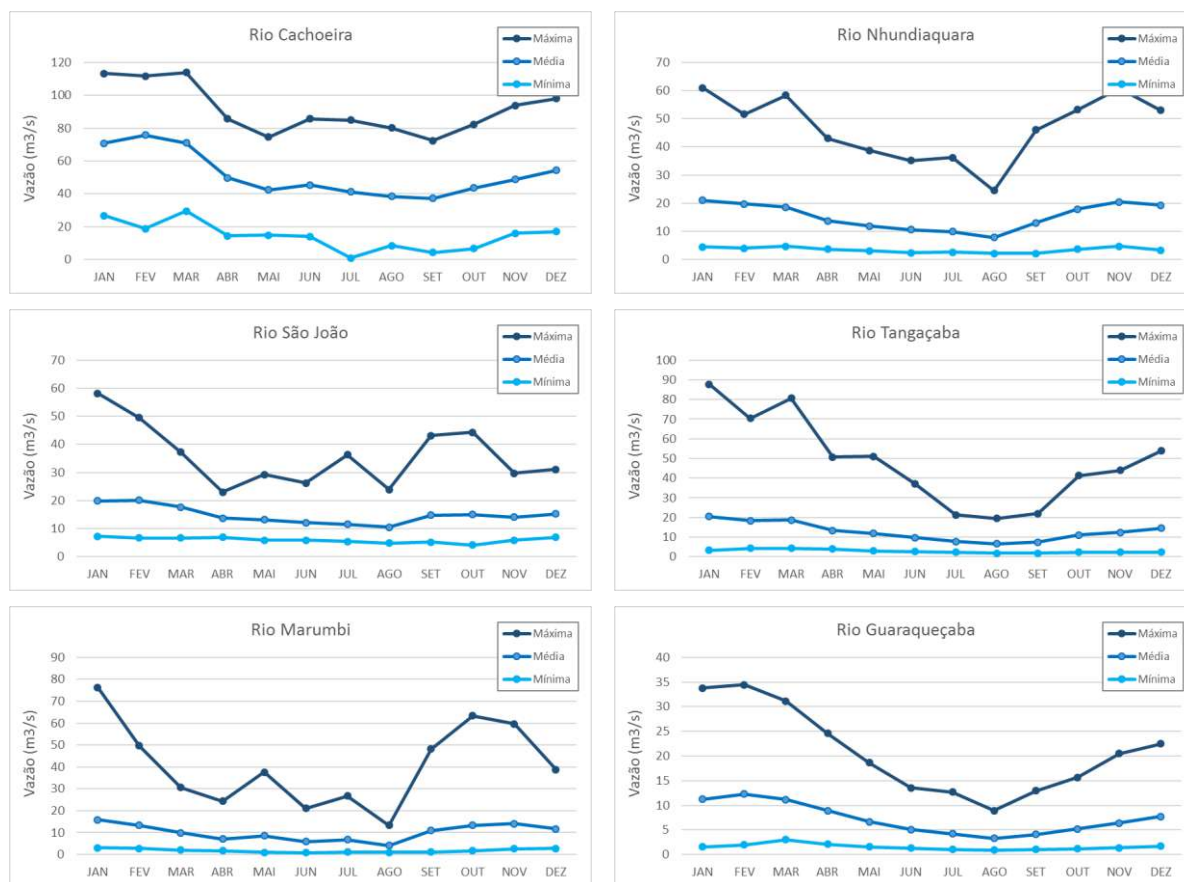 Rio Cachoeira
Máxima
Média
Mínima
Vazão (m3/s)
120
100
80
60
40
20
0
JAN FEV MAR ABR MAI JUN JUL AGO SET OUT NOV DEZ
Rio Nhundiaquara
Máxima
Média
Mínima
Vazão (m3/s)
70
60
50
40
30
20
10
0
JAN FEV MAR ABR MAI JUN JUL AGO SET OUT NOV DEZ
Rio São João
Máxima
Média
Mínima
Vazão (m3/s)
70
60
50
40
30
20
10
0
JAN FEV MAR ABR MAI JUN JUL AGO SET OUT NOV DEZ
Rio Tangaçaba
Máxima
Média
Mínima
Vazão (m3/s)
100
90
80
70
60
50
40
30
20
10
0
JAN FEV MAR ABR MAI JUN JUL AGO SET OUT NOV DEZ
Rio Marumbi
Máxima
Média
Mínima
Vazão (m3/s)
90
80
70
60
50
40
30
20
10
0
JAN FEV MAR ABR MAI JUN JUL AGO SET OUT NOV DEZ
Rio Guaraqueçaba
Máxima
Média
Mínima
Vazão (m3/s)
40
35
30
25
20
15
10
5
0
JAN FEV MAR ABR MAI JUN JUL AGO SET OUT NOV DEZ